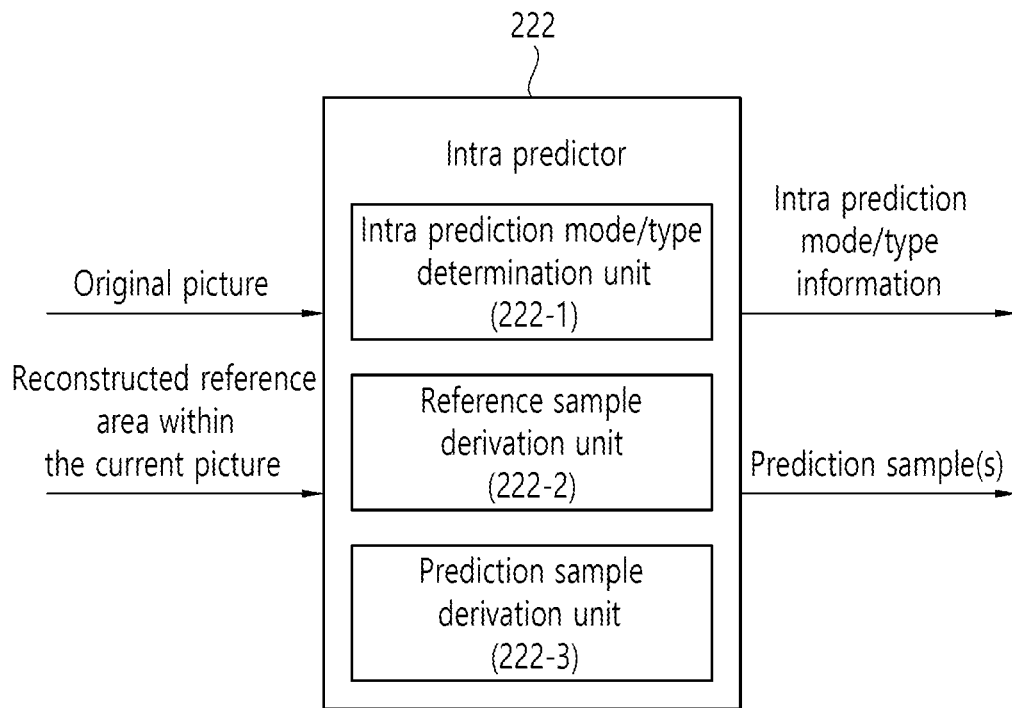 222
Intra predictor
Intra prediction mode/type
determination unit
(222-1)
Reference sample
derivation unit
(222-2)
Prediction sample
derivation unit
(222-3)
Original picture
Reconstructed reference
area within
the current picture
Intra prediction
mode/type
information
Prediction sample(s)